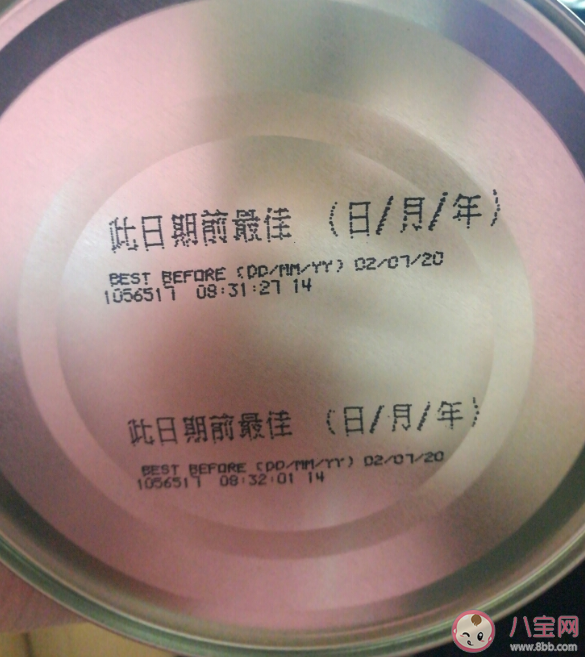 此日期前最佳 (日/月/年)
BEST BEFORE (DD/MM/YY) 02/07/20
1056517 08:31:27 14
此日期前最佳 (日/月/年)
BEST BEFORE (DD/MM/YY) 02/07/20
1056517 08:32:01 14
八宝网
www.8bb.com